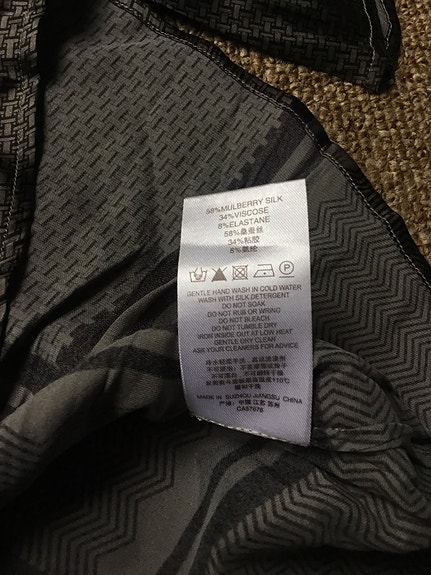 58%MULBERRY SILK
34%VISCOSE
8%ELASTANE
58%桑蚕丝
34%粘胶
8%氨纶
GENTLE HAND WASH IN COLD WATER
WASH WITH SILK DETERGENT
DO NOT SOAK
DO NOT RUB OR WRING
DO NOT BLEACH
DO NOT TUMBLE DRY
IRON INSIDE OUT AT LOW HEAT
GENTLE DRY CLEAN
ASK YOUR CLEANERS FOR ADVICE
MADE IN SUZHOU JIANGSU CHINA
产地: 中国 江苏 苏州
CA57676